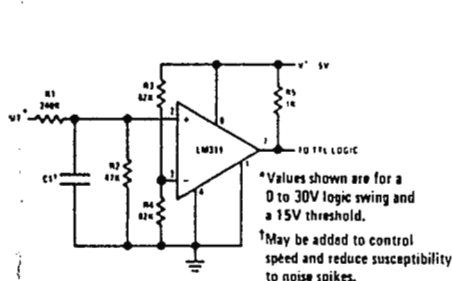 R1
240K
R3
82K
V+ 5V
R5
1K
2
+
8
LM311
7
TO TTL LOGIC
C1†
R2
47K
3
−
1
R4
82K
4
*Values shown are for a
0 to 30V logic swing and
a 15V threshold.
†May be added to control
speed and reduce susceptibility
to noise spikes.